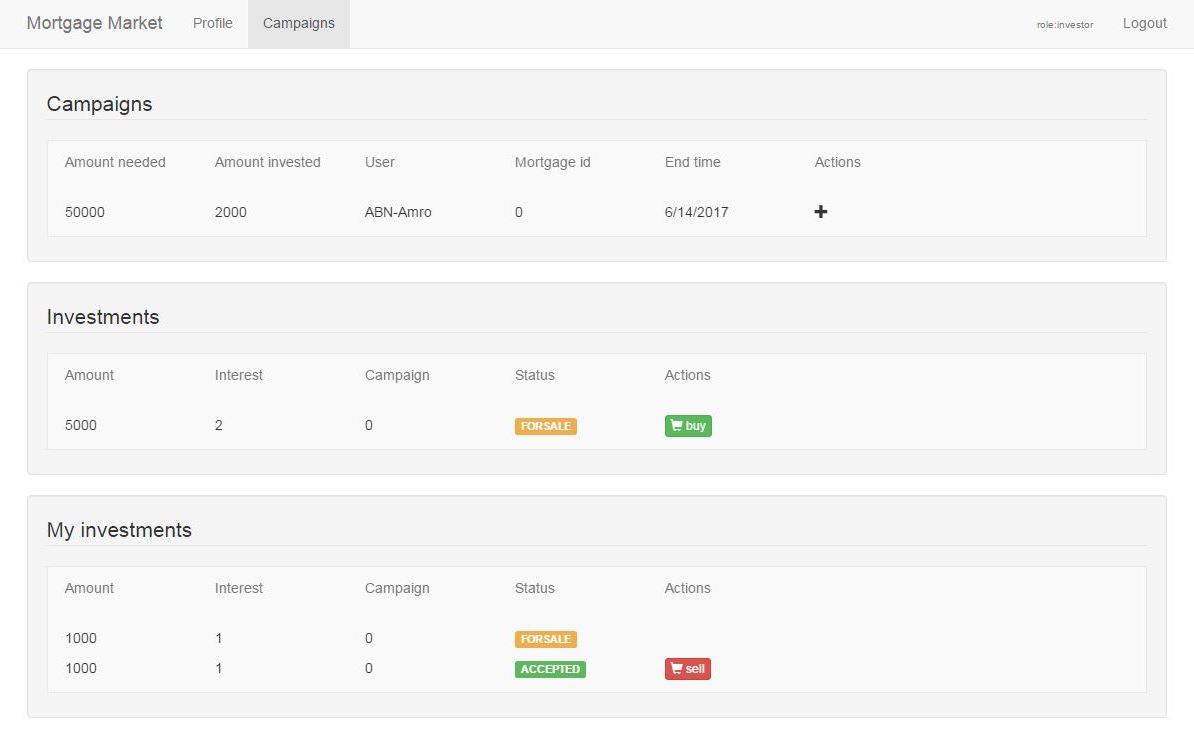 Mortgage Market Profile Campaigns role:investor Logout
Campaigns
Amount needed Amount invested User Mortgage id End time Actions
50000 2000 ABN-Amro 0 6/14/2017
Investments
Amount Interest Campaign Status Actions
5000 2 0 FORSALE buy
My investments
Amount Interest Campaign Status Actions
1000 1 0 FORSALE
1000 1 0 ACCEPTED sell